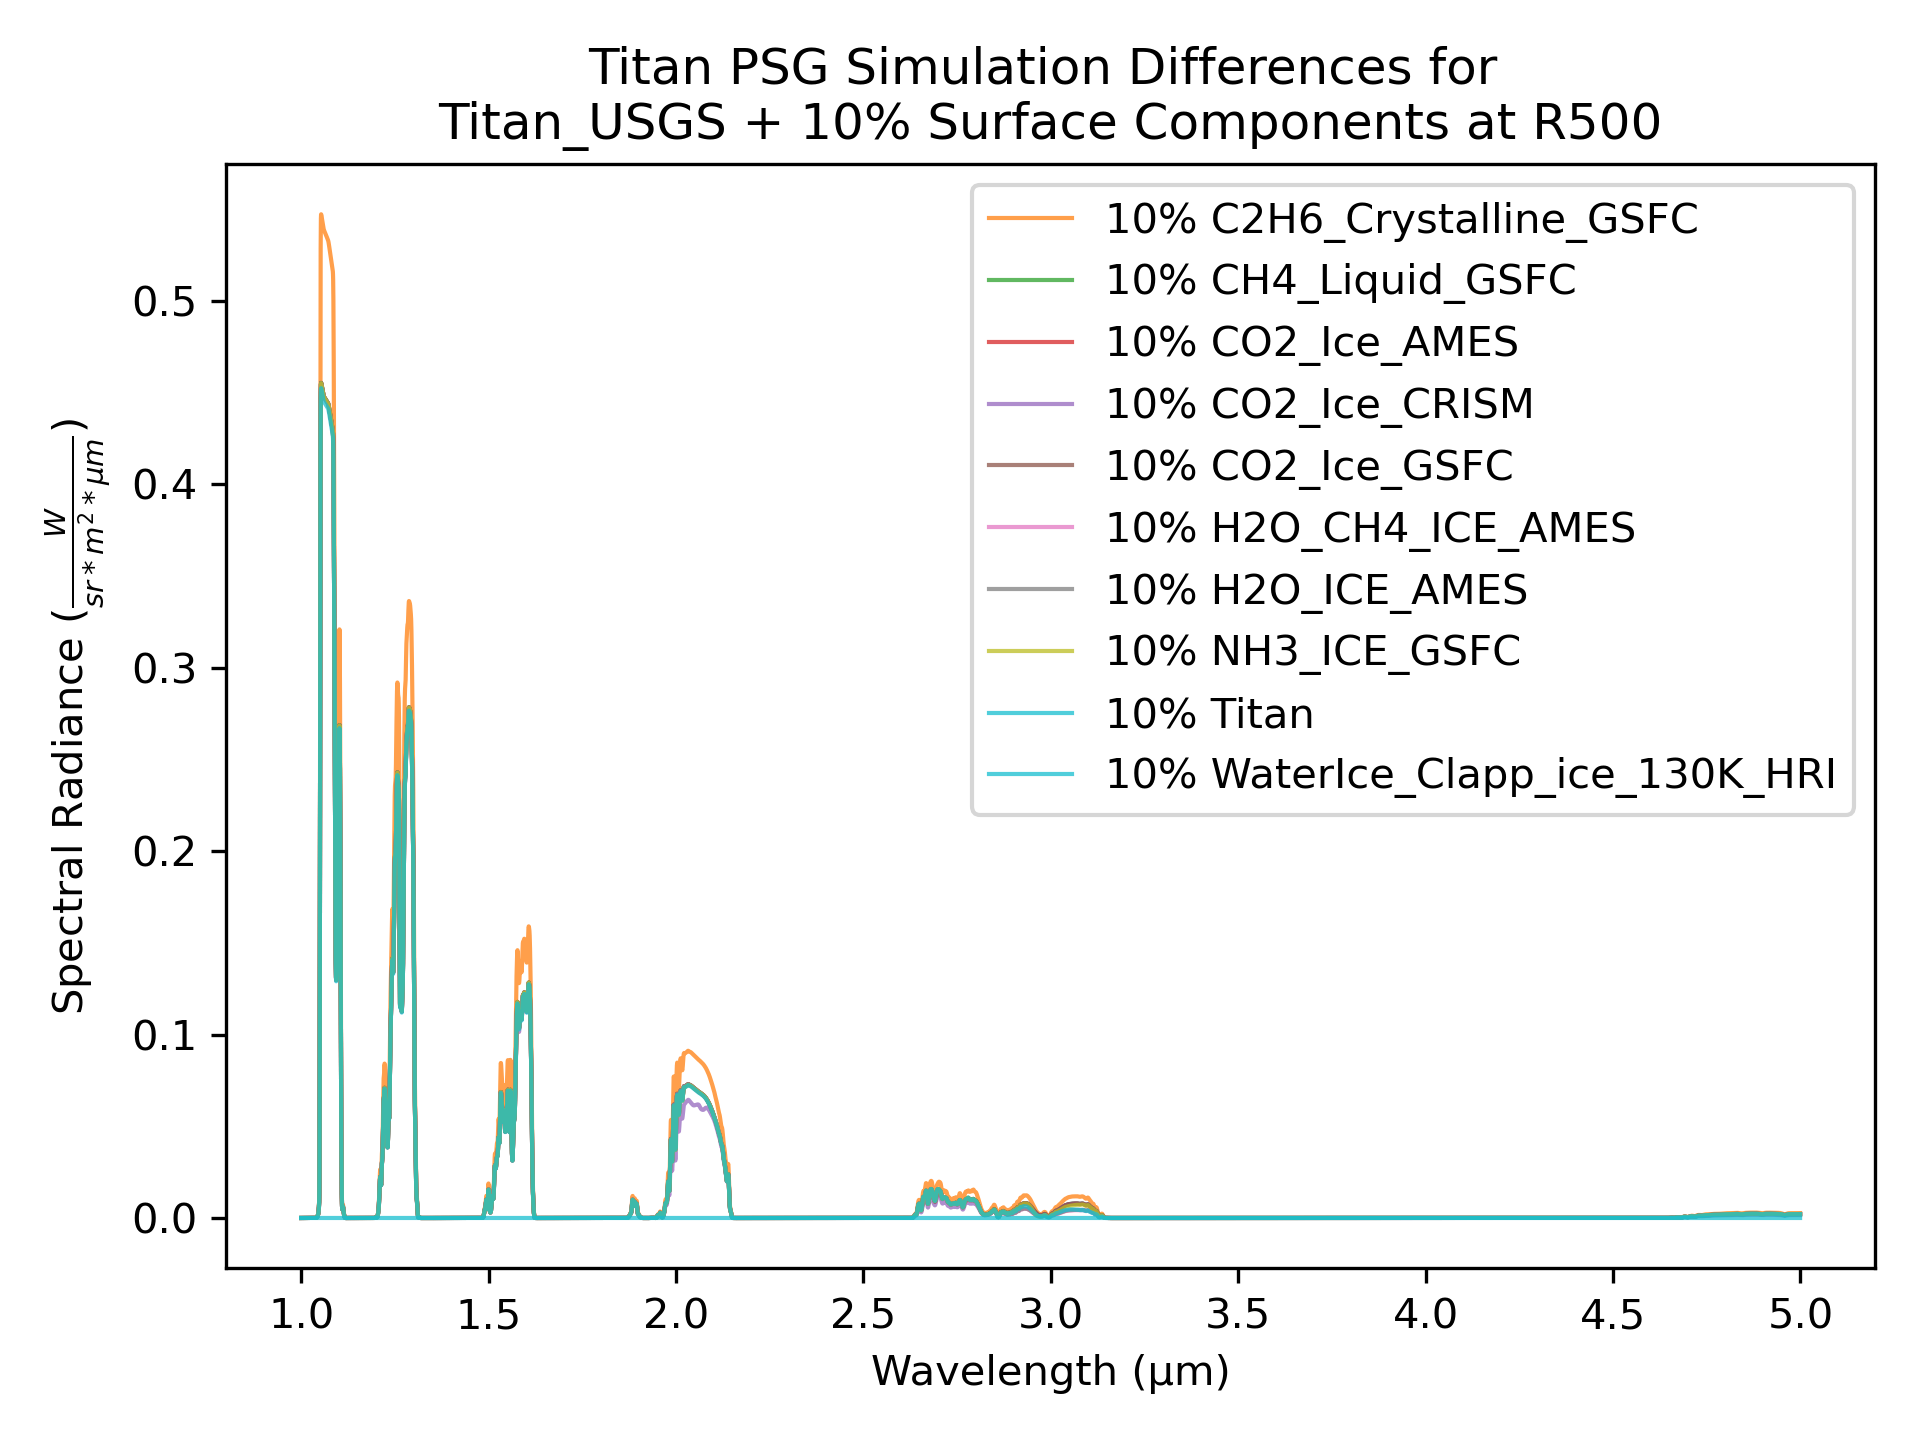 Titan PSG Simulation Differences for
Titan_USGS + 10% Surface Components at R500
Spectral Radiance (W / sr * m² * μm)
0.5
0.4
0.3
0.2
0.1
0.0
10% C2H6_Crystalline_GSFC
10% CH4_Liquid_GSFC
10% CO2_Ice_AMES
10% CO2_Ice_CRISM
10% CO2_Ice_GSFC
10% H2O_CH4_ICE_AMES
10% H2O_ICE_AMES
10% NH3_ICE_GSFC
10% Titan
10% WaterIce_Clapp_ice_130K_HRI
1.0 1.5 2.0 2.5 3.0 3.5 4.0 4.5 5.0
Wavelength (μm)